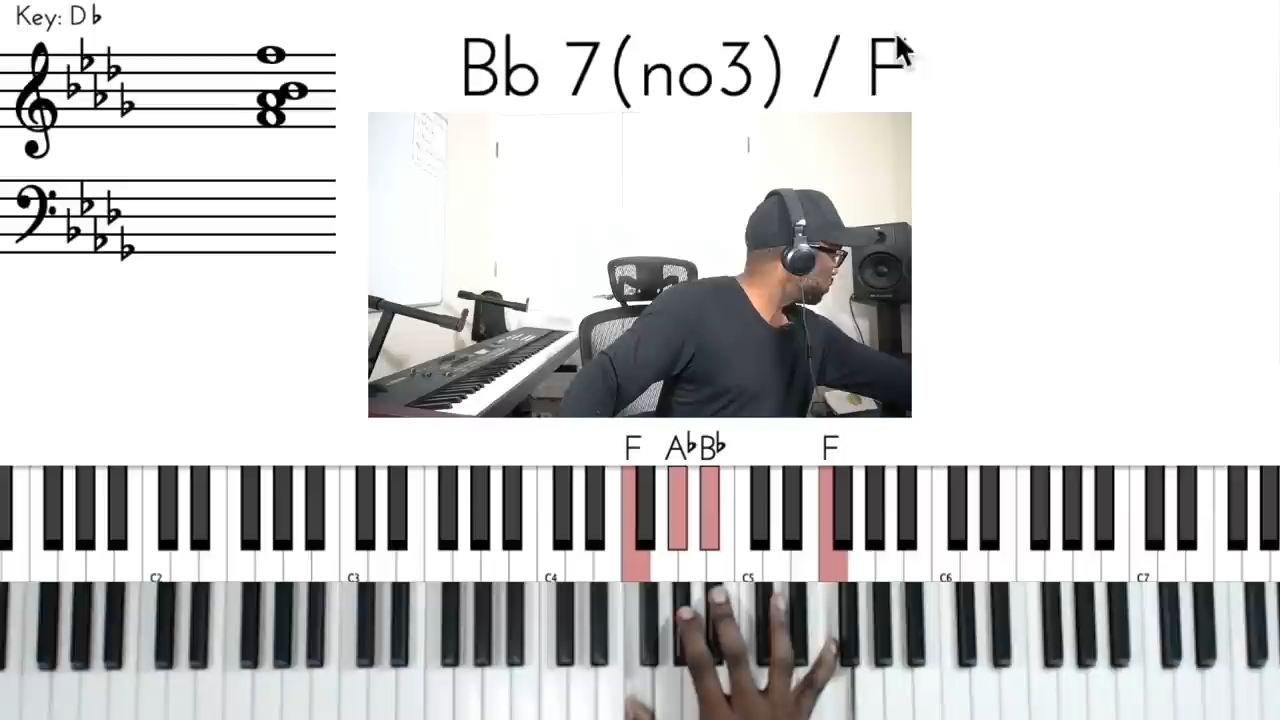 Key: D♭
Bb 7(no3) / F
F A♭ B♭ F
C2 C3 C4 C5 C6 C7